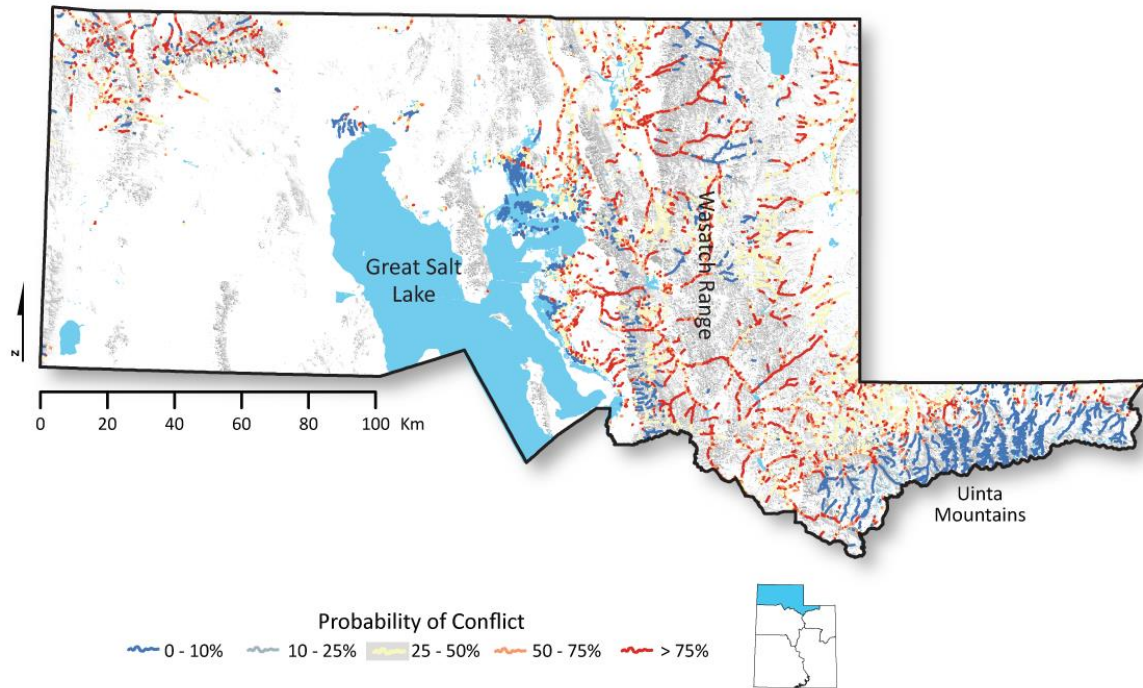 Great Salt
Lake
Wasatch Range
Uinta
Mountains
N
0 20 40 60 80 100 Km
Probability of Conflict
0 - 10% 10 - 25% 25 - 50% 50 - 75% > 75%